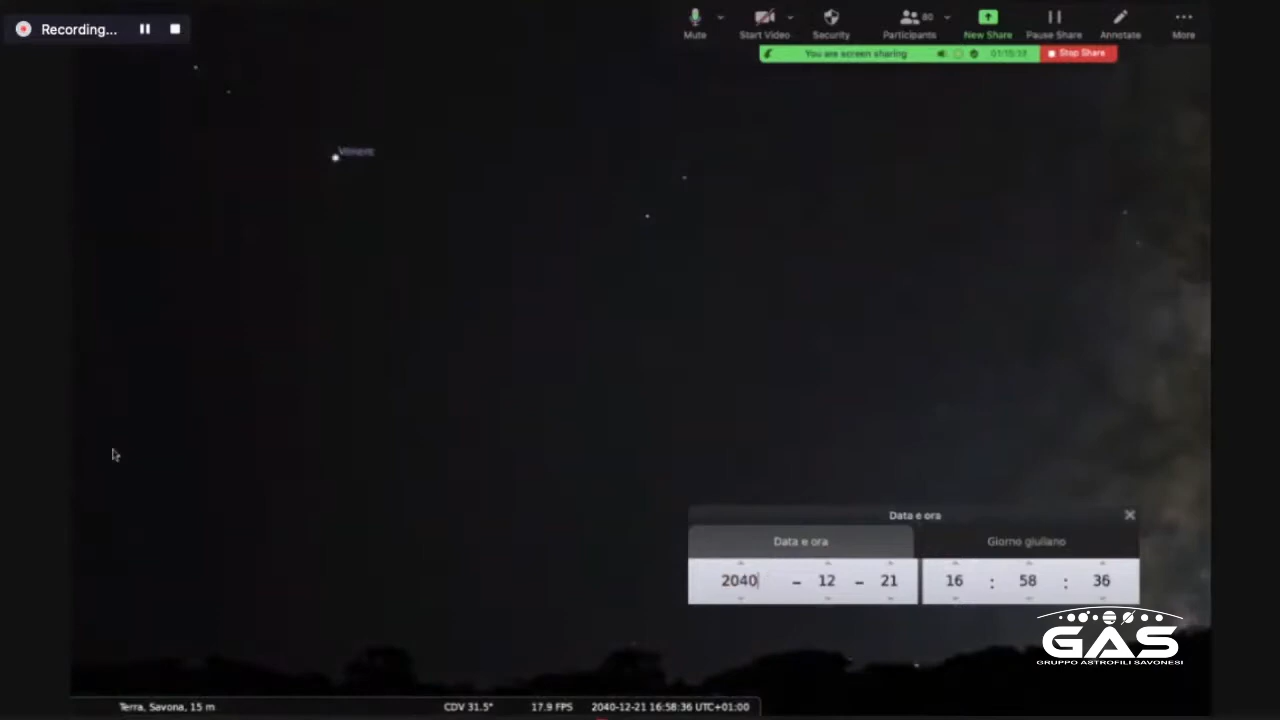 Recording...
Mute
Start Video
Security
80
Participants
New Share
Pause Share
Annotate
More
You are screen sharing
Stop Share
Venere
Data e ora
Data e ora
Giorno giuliano
2040 - 12 - 21
16 : 58 : 36
GAS
GRUPPO ASTROFILI SAVONESI
Terra, Savona, 15 m
CDV 31.5°
17.9 FPS
2040-12-21 16:58:36 UTC+01:00